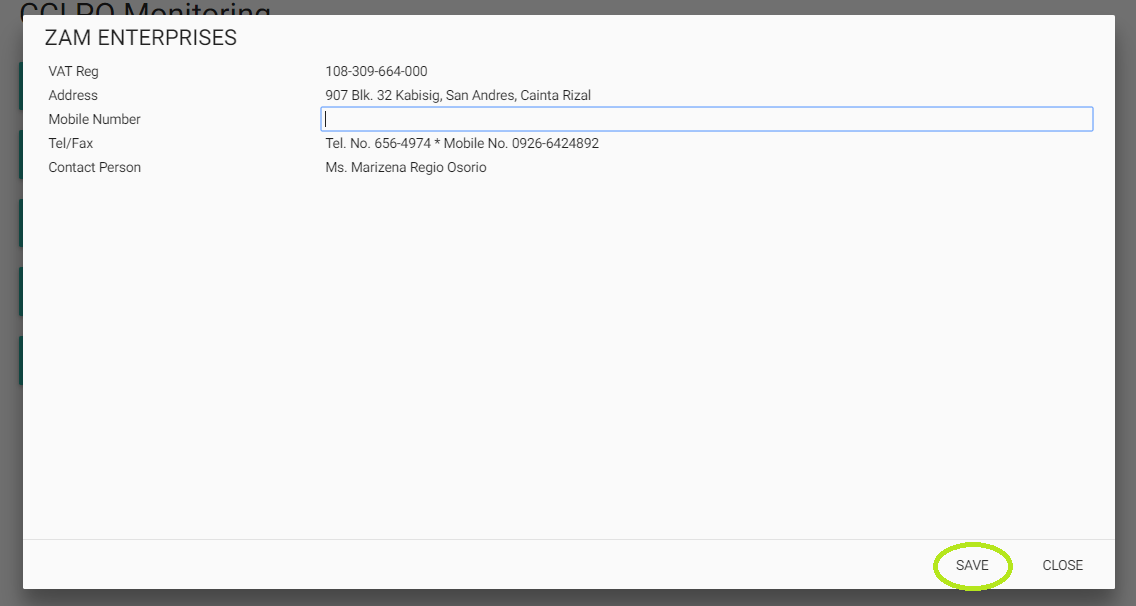 CCI PO Monitoring
ZAM ENTERPRISES
VAT Reg 108-309-664-000
Address 907 Blk. 32 Kabisig, San Andres, Cainta Rizal
Mobile Number
Tel/Fax Tel. No. 656-4974 * Mobile No. 0926-6424892
Contact Person Ms. Marizena Regio Osorio
SAVE CLOSE